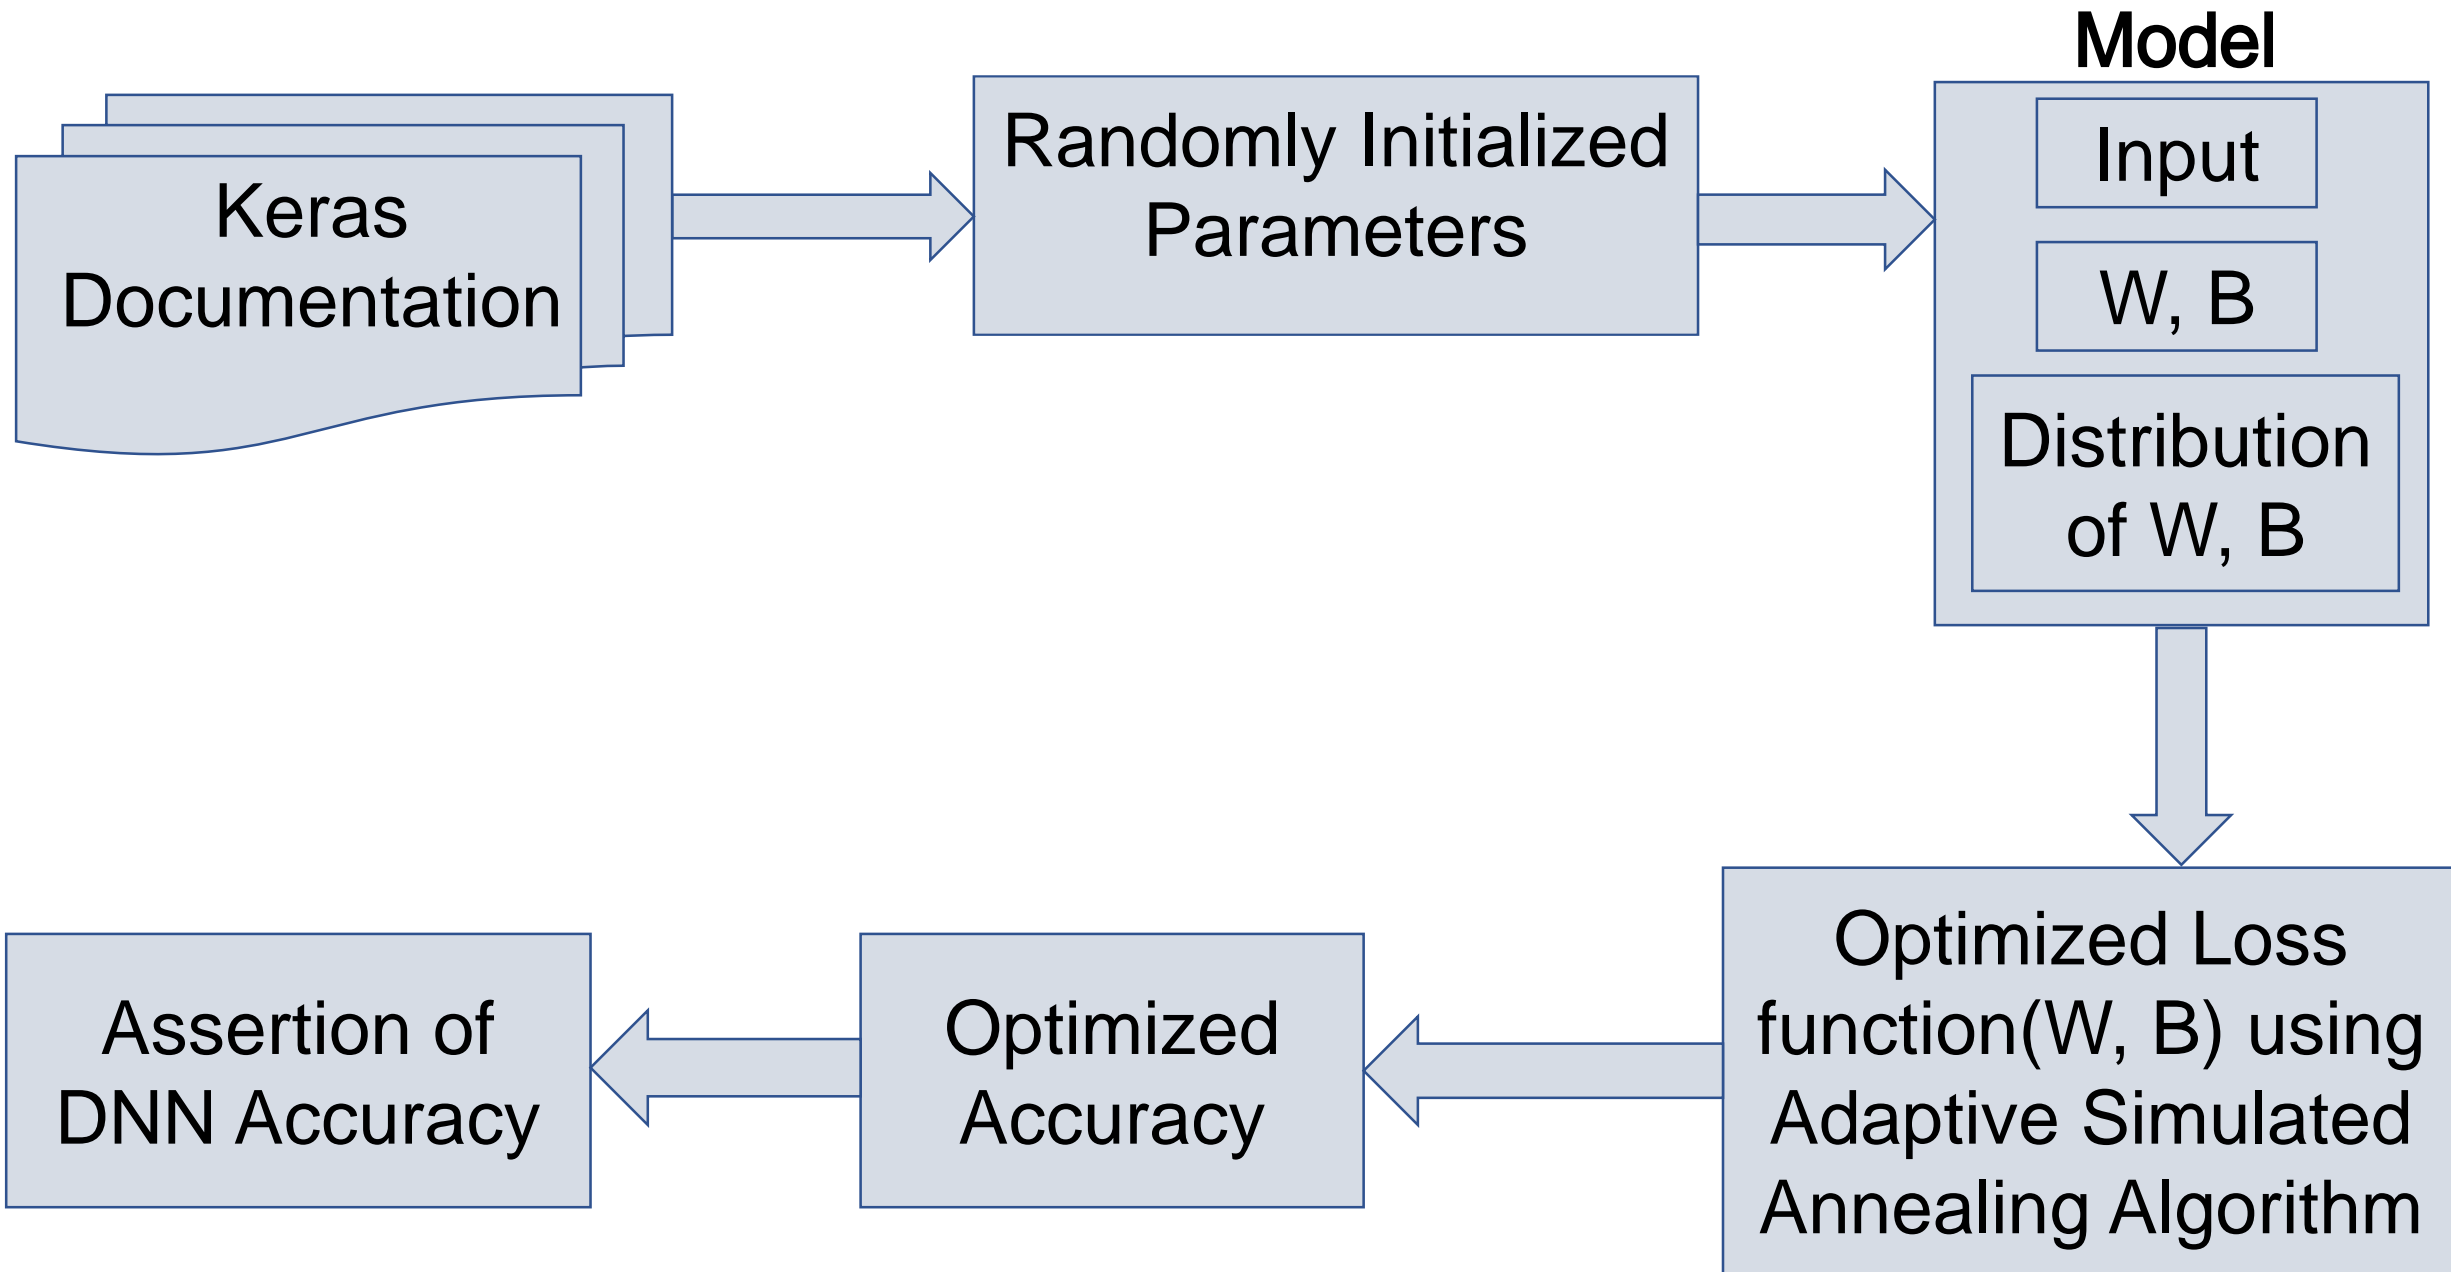 Keras
Documentation
Randomly Initialized
Parameters
Model
Input
W, B
Distribution
of W, B
Optimized Loss
function(W, B) using
Adaptive Simulated
Annealing Algorithm
Optimized
Accuracy
Assertion of
DNN Accuracy